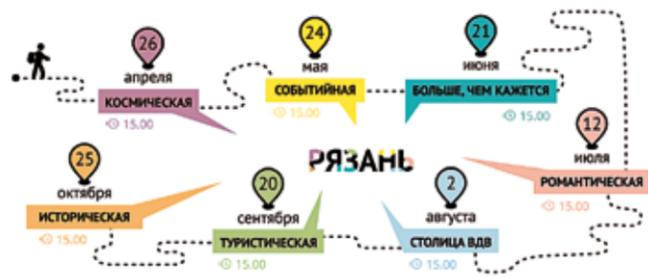 26
апреля
КОСМИЧЕСКАЯ
15.00
24
мая
СОБЫТИЙНАЯ
15.00
21
июня
БОЛЬШЕ, ЧЕМ КАЖЕТСЯ
15.00
12
июля
РОМАНТИЧЕСКАЯ
15.00
РЯЗАНЬ
25
октября
ИСТОРИЧЕСКАЯ
15.00
20
сентября
ТУРИСТИЧЕСКАЯ
15.00
2
августа
СТОЛИЦА ВДВ
15.00